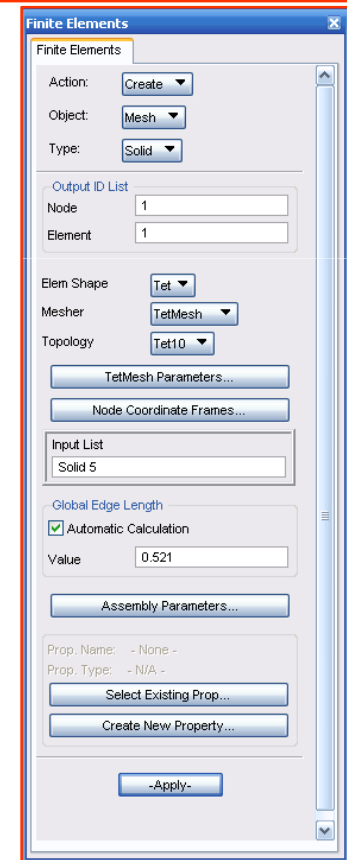 Finite Elements
Finite Elements
Action: Create
Object: Mesh
Type: Solid
Output ID List
Node 1
Element 1
Elem Shape Tet
Mesher TetMesh
Topology Tet10
TetMesh Parameters...
Node Coordinate Frames...
Input List
Solid 5
Global Edge Length
Automatic Calculation
Value 0.521
Assembly Parameters...
Prop. Name: - None -
Prop. Type: - N/A -
Select Existing Prop...
Create New Property...
-Apply-